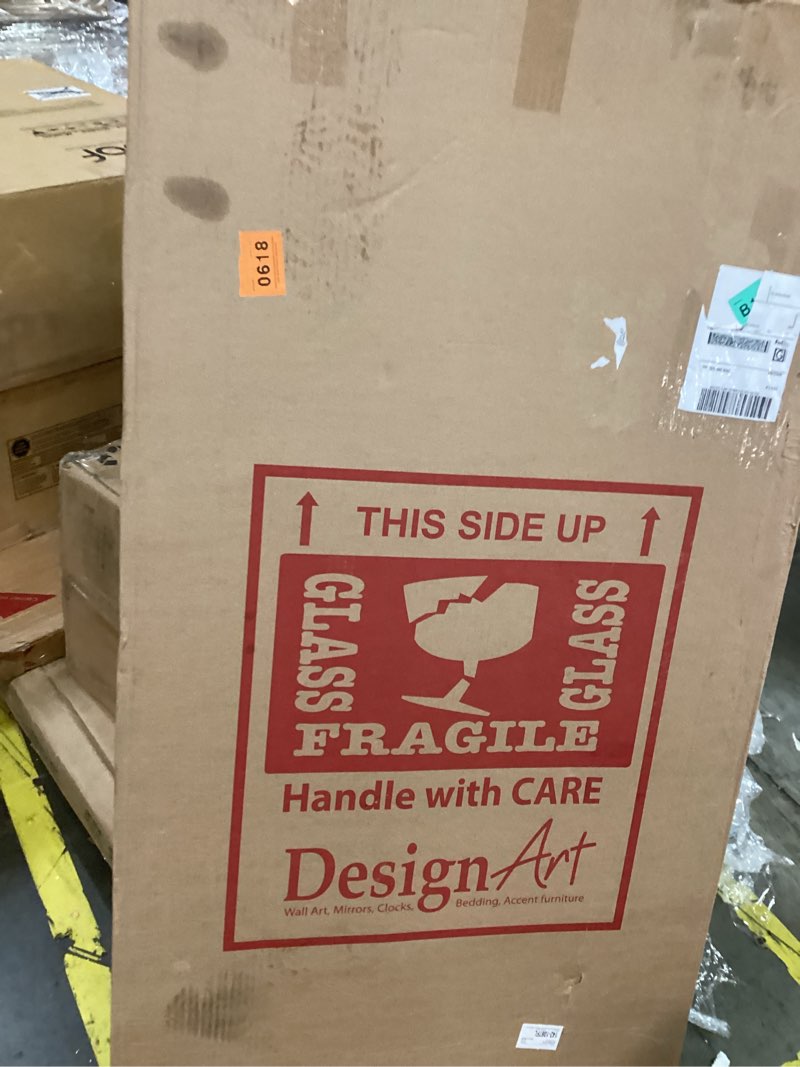 0618
THIS SIDE UP
GLASS
GLASS
FRAGILE
Handle with CARE
DesignArt
Wall Art, Mirrors, Clocks, Bedding, Accent furniture